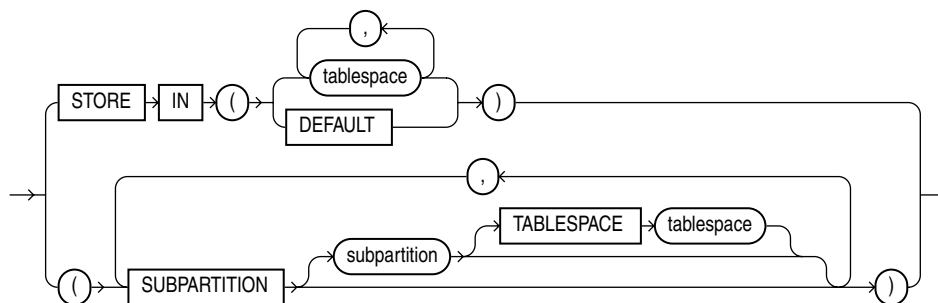 ,
tablespace
STORE IN ( DEFAULT )
,
TABLESPACE tablespace
subpartition
( SUBPARTITION )